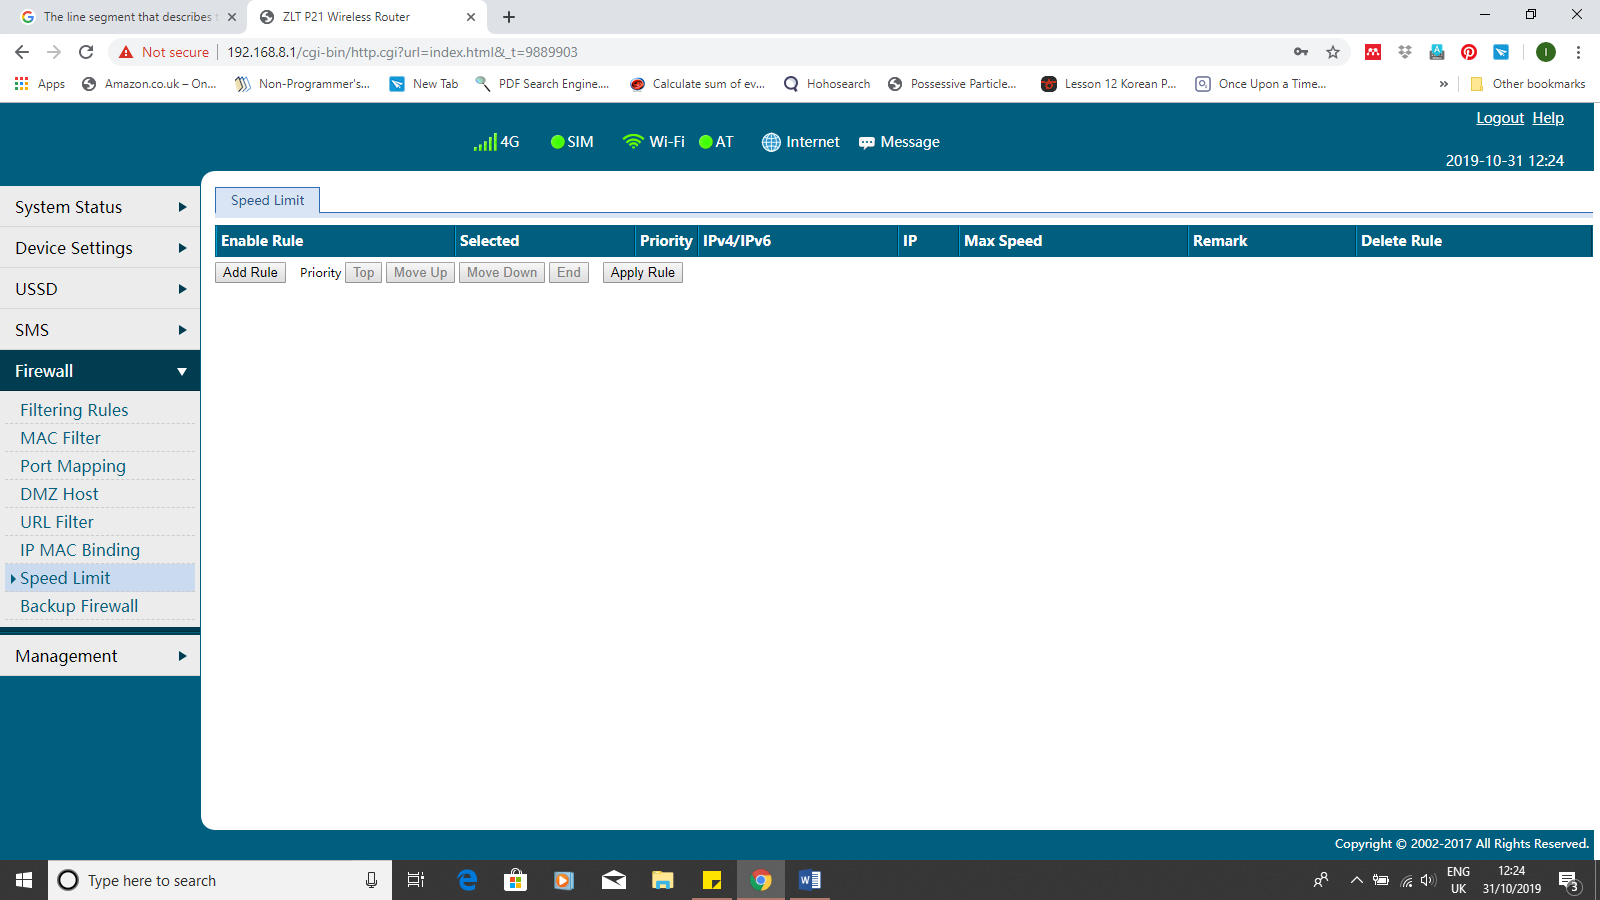 The line segment that describes t
ZLT P21 Wireless Router
Not secure
192.168.8.1/cgi-bin/http.cgi?url=index.html&_t=9889903
Apps
Amazon.co.uk – On...
Non-Programmer's...
New Tab
PDF Search Engine....
Calculate sum of ev...
Hohosearch
Possessive Particle...
Lesson 12 Korean P...
Once Upon a Time...
»
Other bookmarks
Logout Help
4G
SIM
Wi-Fi
AT
Internet
Message
2019-10-31 12:24
System Status
Device Settings
USSD
SMS
Firewall
Filtering Rules
MAC Filter
Port Mapping
DMZ Host
URL Filter
IP MAC Binding
Speed Limit
Backup Firewall
Management
Speed Limit
Enable Rule Selected Priority IPv4/IPv6 IP Max Speed Remark Delete Rule
Add Rule Priority Top Move Up Move Down End Apply Rule
Copyright © 2002-2017 All Rights Reserved.
Type here to search
ENG
UK
12:24
31/10/2019
3